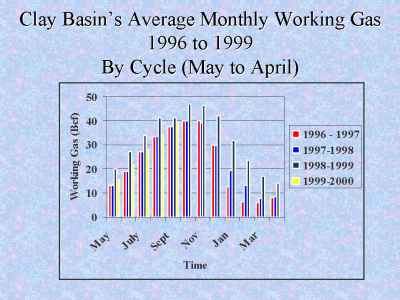 Clay Basin's Average Monthly Working Gas
1996 to 1999
By Cycle (May to April)
Working Gas (Bcf)
50
40
30
20
10
0
May
July
Sept
Nov
Jan
Mar
Time
1996 - 1997
1997-1998
1998-1999
1999-2000